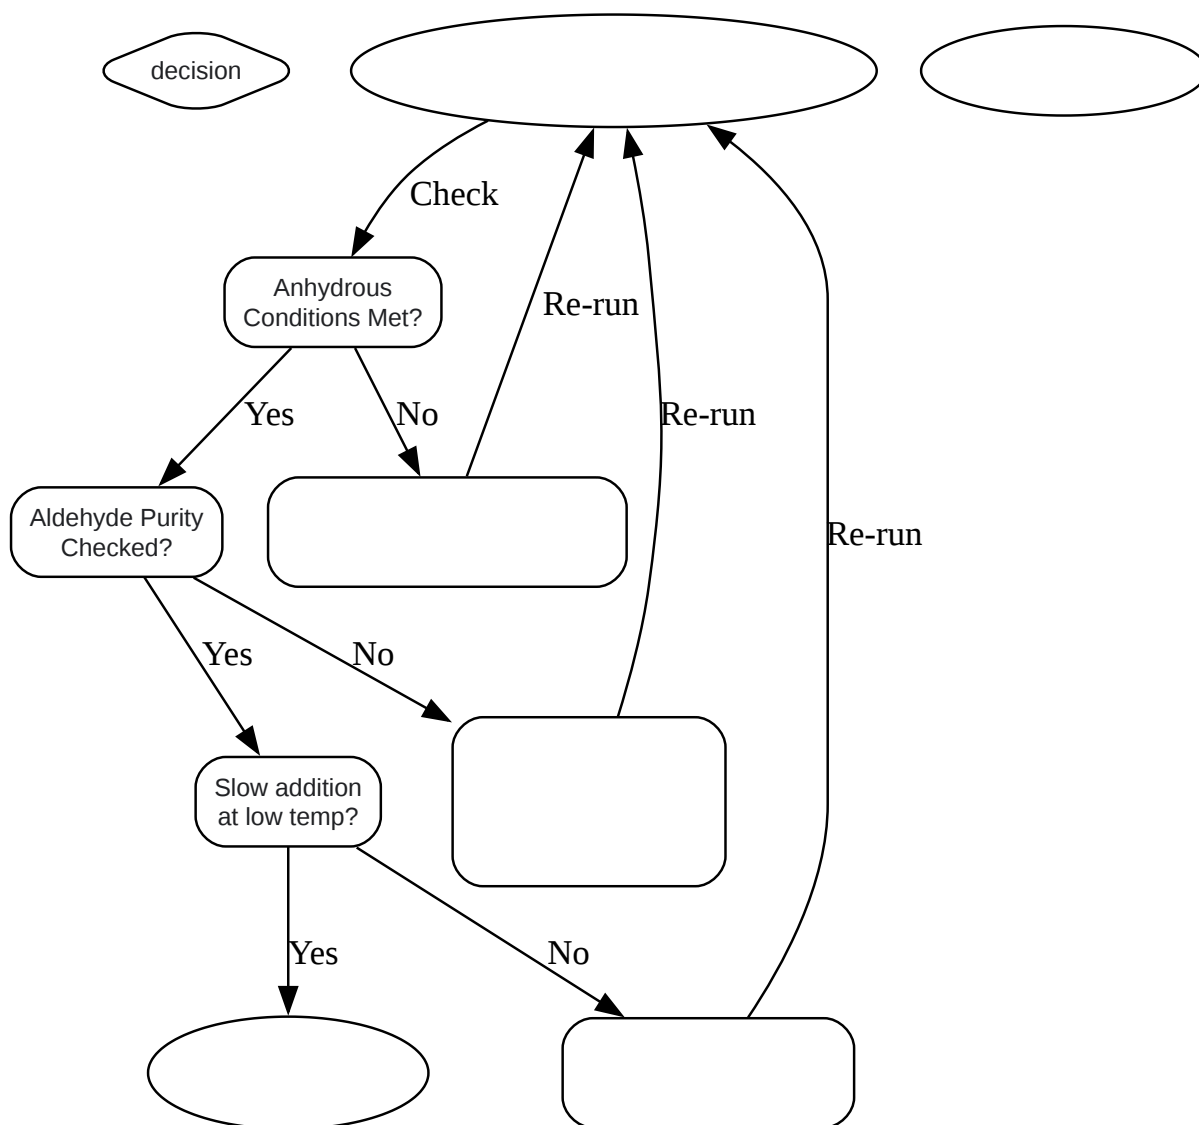 decision
Check
Anhydrous
Conditions Met?
Re-run
Yes
No
Re-run
Aldehyde Purity
Checked?
Re-run
Yes
No
Slow addition
at low temp?
Yes
No